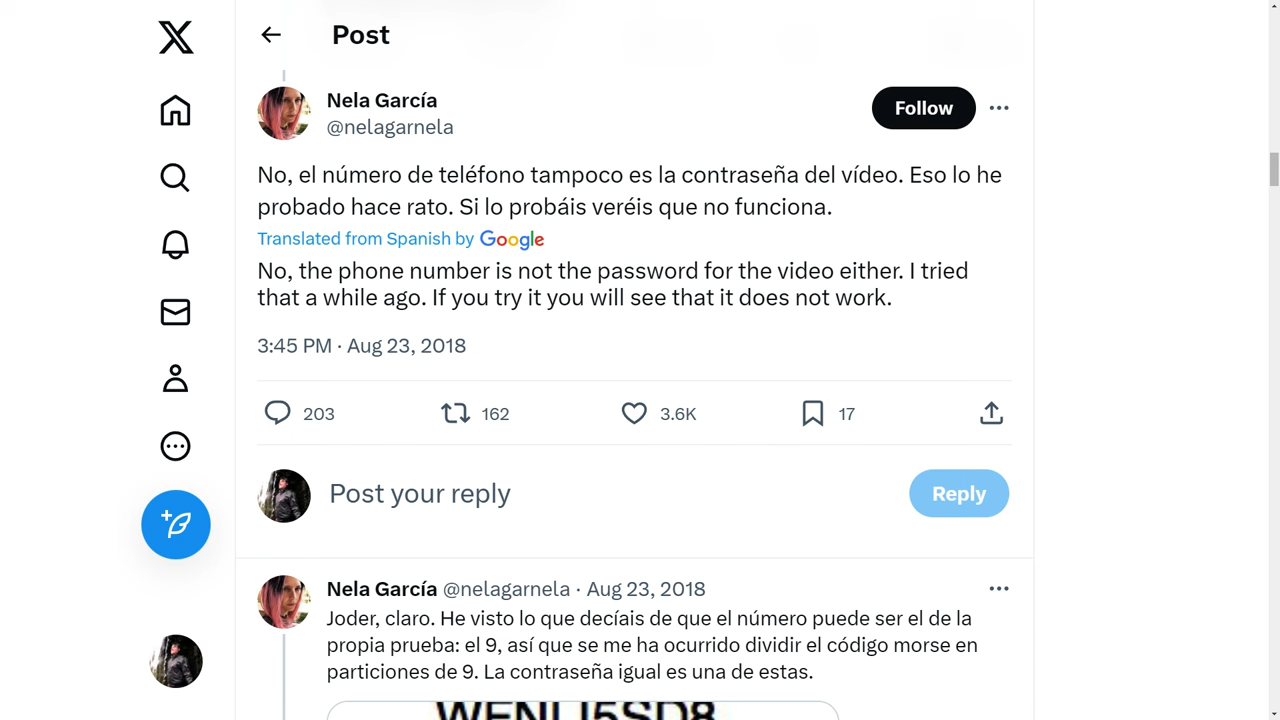 Post
Nela García
@nelagarnela
Follow
No, el número de teléfono tampoco es la contraseña del vídeo. Eso lo he
probado hace rato. Si lo probáis veréis que no funciona.
Translated from Spanish by Google
No, the phone number is not the password for the video either. I tried
that a while ago. If you try it you will see that it does not work.
3:45 PM · Aug 23, 2018
203 162 3.6K 17
Post your reply
Reply
Nela García @nelagarnela · Aug 23, 2018
Joder, claro. He visto lo que decíais de que el número puede ser el de la
propia prueba: el 9, así que se me ha ocurrido dividir el código morse en
particiones de 9. La contraseña igual es una de estas.